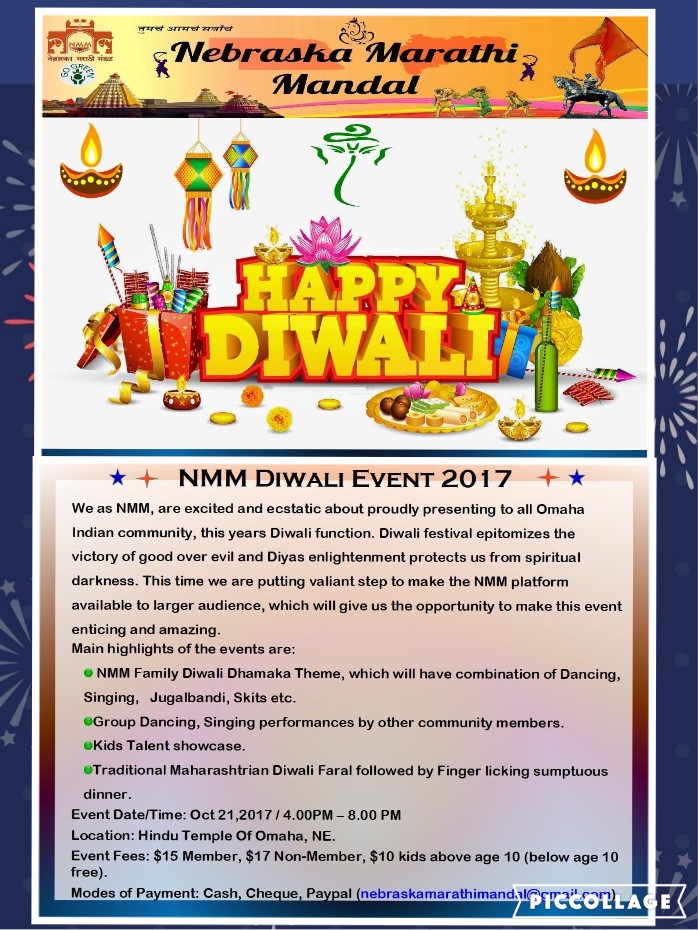 तुमचं आमचं सर्वांचं
NMM
नेब्रास्का मराठी मंडळ
GO GREEN
Nebraska Marathi
Mandal
HAPPY
DIWALI
NMM DIWALI EVENT 2017
We as NMM, are excited and ecstatic about proudly presenting to all Omaha
Indian community, this years Diwali function. Diwali festival epitomizes the
victory of good over evil and Diyas enlightenment protects us from spiritual
darkness. This time we are putting valiant step to make the NMM platform
available to larger audience, which will give us the opportunity to make this event
enticing and amazing.
Main highlights of the events are:
NMM Family Diwali Dhamaka Theme, which will have combination of Dancing,
Singing, Jugalbandi, Skits etc.
Group Dancing, Singing performances by other community members.
Kids Talent showcase.
Traditional Maharashtrian Diwali Faral followed by Finger licking sumptuous
dinner.
Event Date/Time: Oct 21,2017 / 4.00PM – 8.00 PM
Location: Hindu Temple Of Omaha, NE.
Event Fees: $15 Member, $17 Non-Member, $10 kids above age 10 (below age 10
free).
Modes of Payment: Cash, Cheque, Paypal (nebraskamarathimandal@gmail.com)
PICCOLLAGE